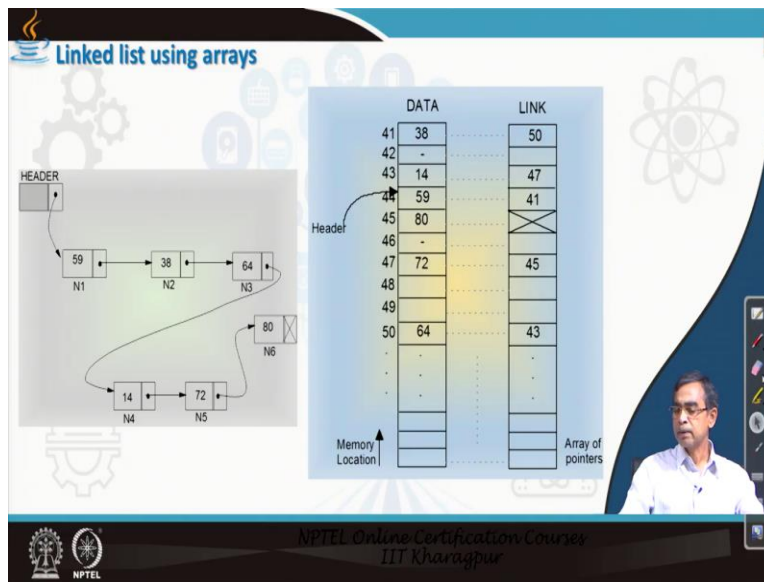 Linked list using arrays
HEADER
59
N1
38
N2
64
N3
80
N6
14
N4
72
N5
DATA LINK
41 38 50
42 -
43 14 47
44 59 41
Header
45 80
46 -
47 72 45
48
49
50 64 43
Memory
Location
Array of
pointers
NPTEL Online Certification Courses
IIT Kharagpur
NPTEL